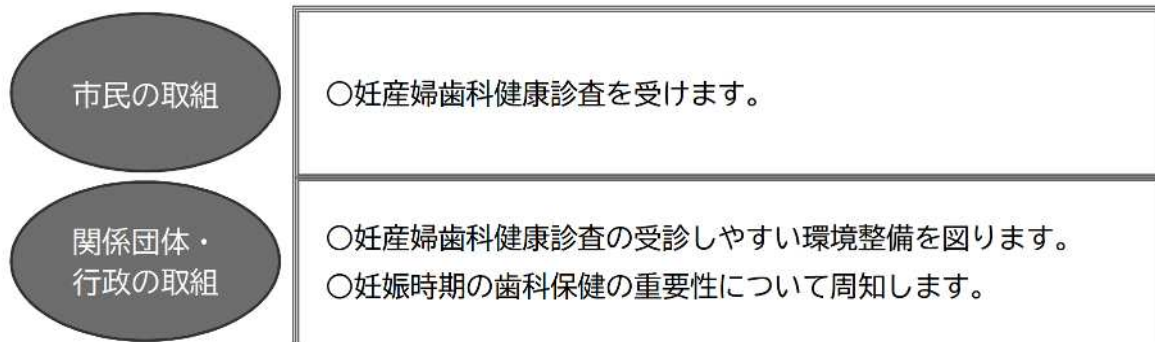 市民の取組
〇妊産婦歯科健康診査を受けます。
関係団体・
行政の取組
〇妊産婦歯科健康診査の受診しやすい環境整備を図ります。
〇妊娠時期の歯科保健の重要性について周知します。